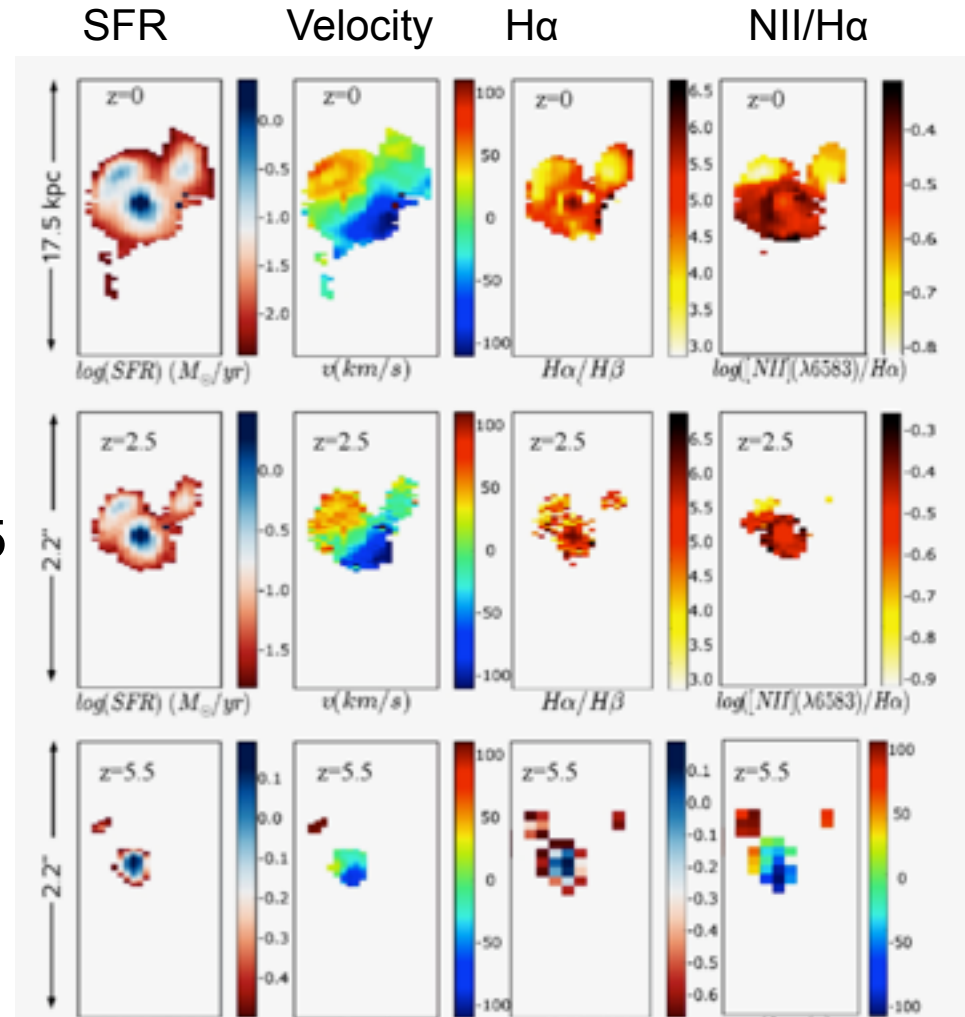 SFR Velocity Hα NII/Hα
z=0 z=0 z=0 z=0
0.0 -0.5 -1.0 -1.5 -2.0
100 50 0 -50 -100
6.5 6.0 5.5 5.0 4.5 4.0 3.5 3.0
-0.4 -0.5 -0.6 -0.7 -0.8
17.5 kpc
log(SFR) (M☉/yr) v(km/s) Hα/Hβ log([NII](λ6583)/Hα)
z=2.5 z=2.5 z=2.5 z=2.5
0.0 -0.5 -1.0 -1.5
100 50 0 -50 -100
6.5 6.0 5.5 5.0 4.5 4.0 3.5 3.0
-0.3 -0.4 -0.5 -0.6 -0.7 -0.8 -0.9
5
2.2"
log(SFR) (M☉/yr) v(km/s) Hα/Hβ log([NII](λ6583)/Hα)
z=5.5 z=5.5 z=5.5 z=5.5
0.1 0.0 -0.1 -0.2 -0.3 -0.4
100 50 0 -50 -100
0.1 0.0 -0.1 -0.2 -0.3 -0.4 -0.5 -0.6
100 50 0 -50 -100
2.2"